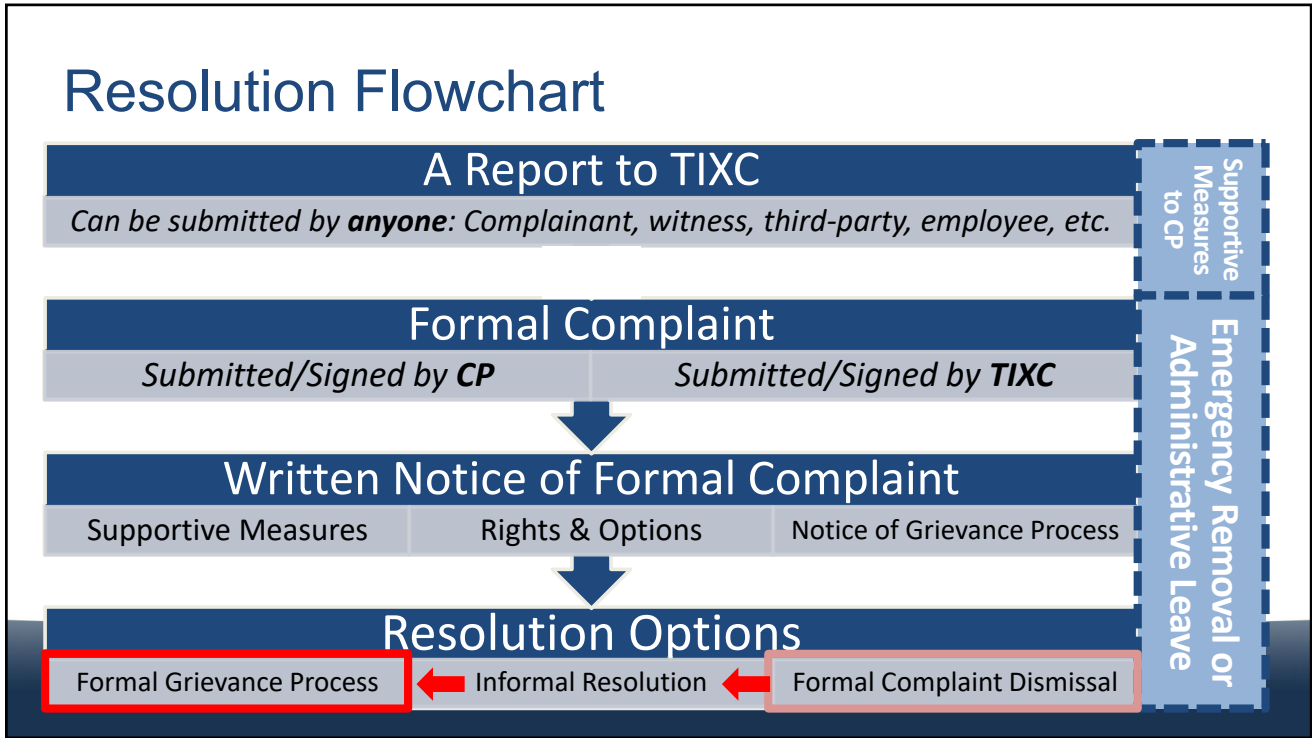 Resolution Flowchart
A Report to TIXC
Can be submitted by anyone: Complainant, witness, third-party, employee, etc.
Supportive
Measures
to CP
Formal Complaint
Submitted/Signed by CP
Submitted/Signed by TIXC
Written Notice of Formal Complaint
Supportive Measures
Rights & Options
Notice of Grievance Process
Resolution Options
Formal Grievance Process
Informal Resolution
Formal Complaint Dismissal
Emergency Removal or
Administrative Leave